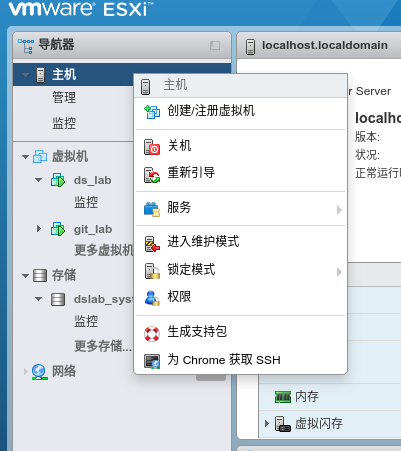 vmware ESXi™
导航器
localhost.localdomain
主机
管理
监控
虚拟机
ds_lab
监控
git_lab
更多虚拟机
存储
dslab_sys
监控
更多存储...
网络
主机
创建/注册虚拟机
关机
重新引导
服务
进入维护模式
锁定模式
权限
生成支持包
为 Chrome 获取 SSH
r Server
localho
版本:
状况:
正常运行
内存
虚拟闪存